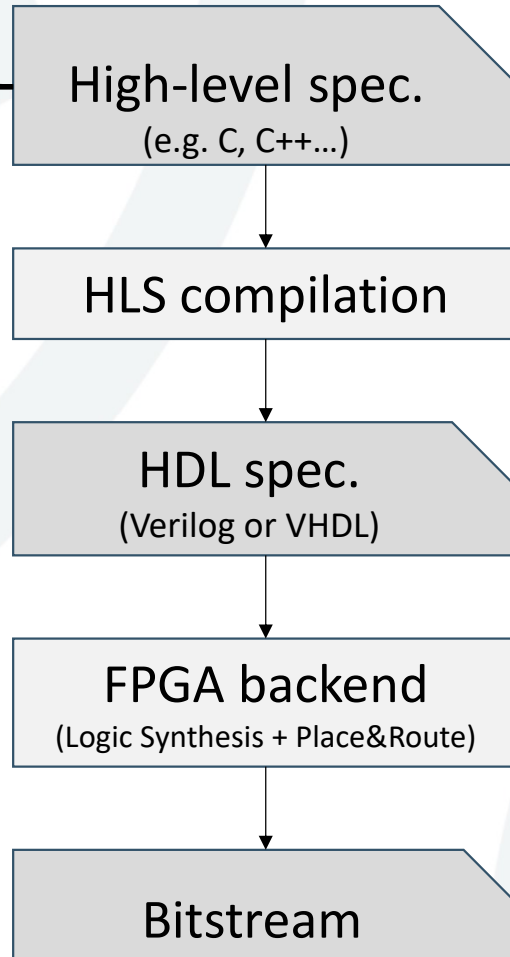 High-level spec.
(e.g. C, C++…)
HLS compilation
HDL spec.
(Verilog or VHDL)
FPGA backend
(Logic Synthesis + Place&Route)
Bitstream